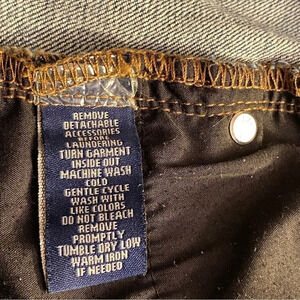 REMOVE
DETACHABLE
ACCESSORIES
BEFORE
LAUNDERING
TURN GARMENT
INSIDE OUT
MACHINE WASH
COLD
GENTLE CYCLE
WASH WITH
LIKE COLORS
DO NOT BLEACH
REMOVE
PROMPTLY
TUMBLE DRY LOW
WARM IRON
IF NEEDED